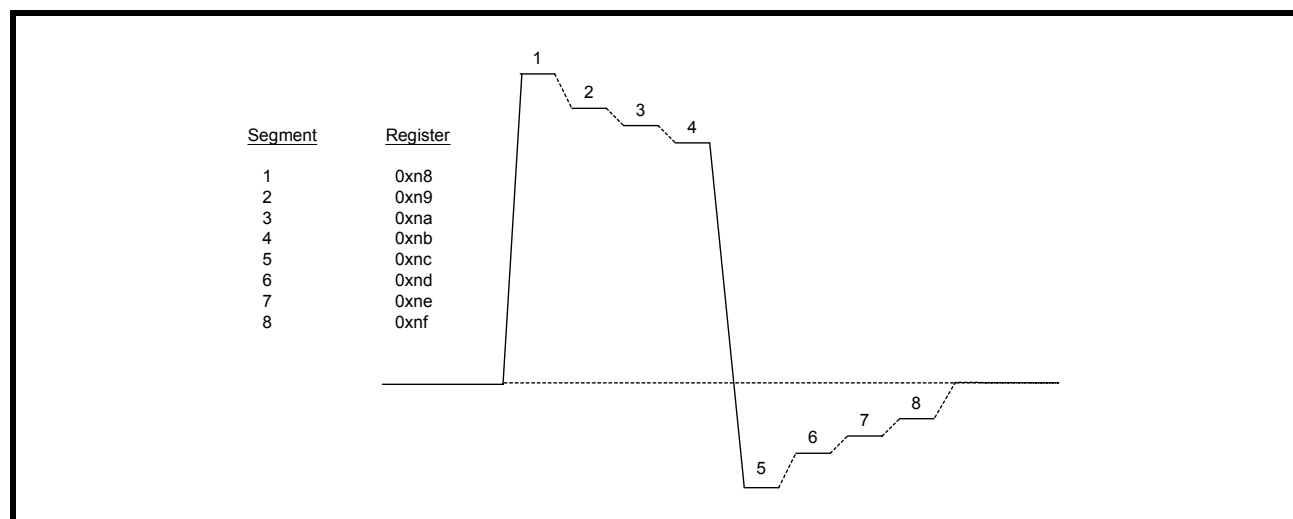 Segment Register
1 0xn8
2 0xn9
3 0xna
4 0xnb
5 0xnc
6 0xnd
7 0xne
8 0xnf
1
2
3
4
5
6
7
8